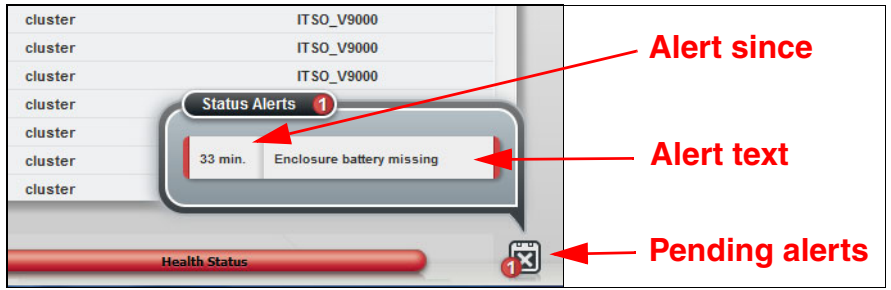 cluster ITSO_V9000
cluster ITSO_V9000
cluster ITSO_V9000
cluster
cluster
cluster
cluster
Status Alerts 1
33 min. Enclosure battery missing
Health Status
1
Alert since
Alert text
Pending alerts